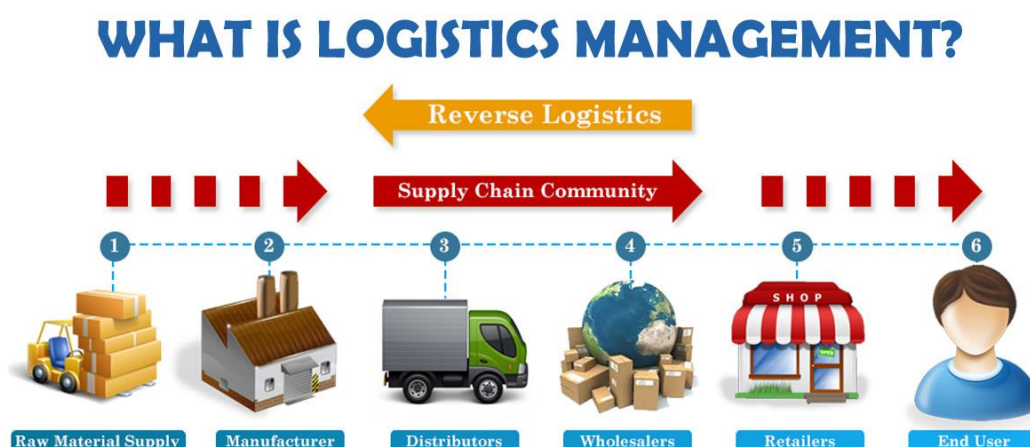 WHAT IS LOGISTICS MANAGEMENT?
Reverse Logistics
Supply Chain Community
1 2 3 4 5 6
SHOP
OPEN
Raw Material Supply Manufacturer Distributors Wholesalers Retailers End User